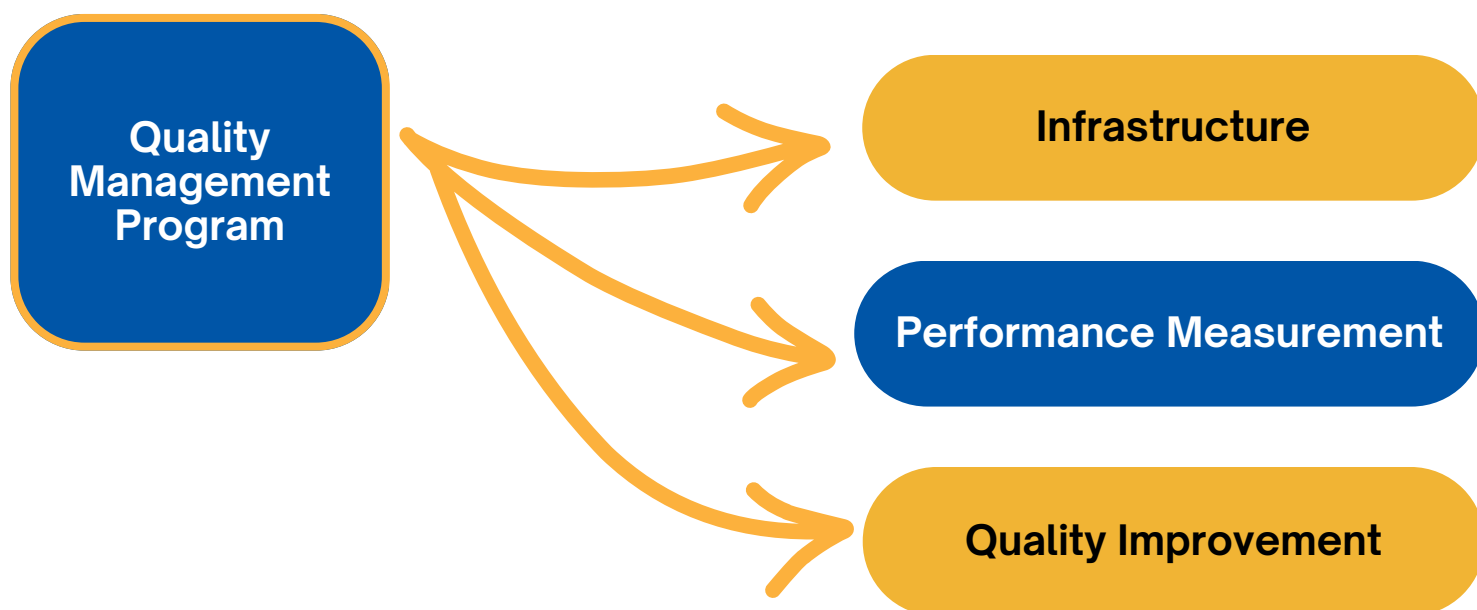 Quality
Management
Program
Infrastructure
Performance Measurement
Quality Improvement